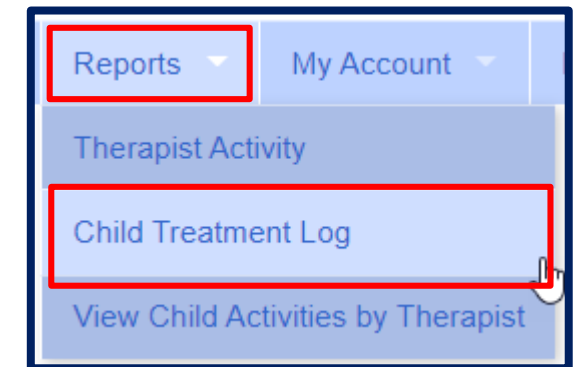 Reports My Account
Therapist Activity
Child Treatment Log
View Child Activities by Therapist